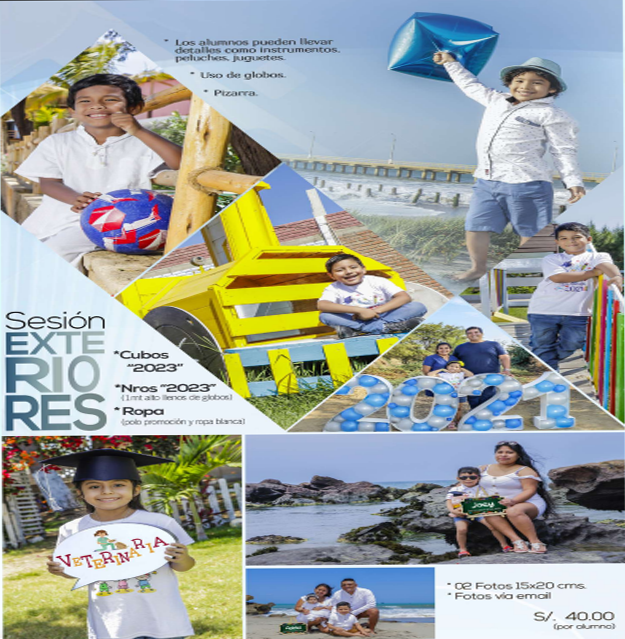 * Los alumnos pueden llevar
detalles como instrumentos,
peluches, juguetes.
* Uso de globos.
* Pizarra.
Sesión
EXTE
RIO
RES
*Cubos
"2023"
*Nros "2023"
(1mt alto llenos de globos)
*Ropa
(polo promoción y ropa blanca)
2021
VETERINARIA
Joey
* 02 Fotos 15x20 cms.
* Fotos vía email
S/. 40.00
(por alumno)